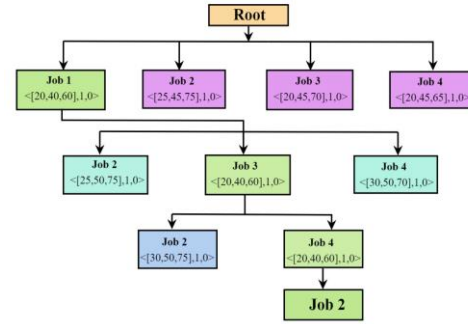 Root
Job 1
<[20,40,60],1,0>
Job 2
<[25,45,75],1,0>
Job 3
<[20,45,70],1,0>
Job 4
<[20,45,65],1,0>
Job 2
<[25,50,75],1,0>
Job 3
<[20,40,60],1,0>
Job 4
<[30,50,70],1,0>
Job 2
<[30,50,75],1,0>
Job 4
<[20,40,60],1,0>
Job 2